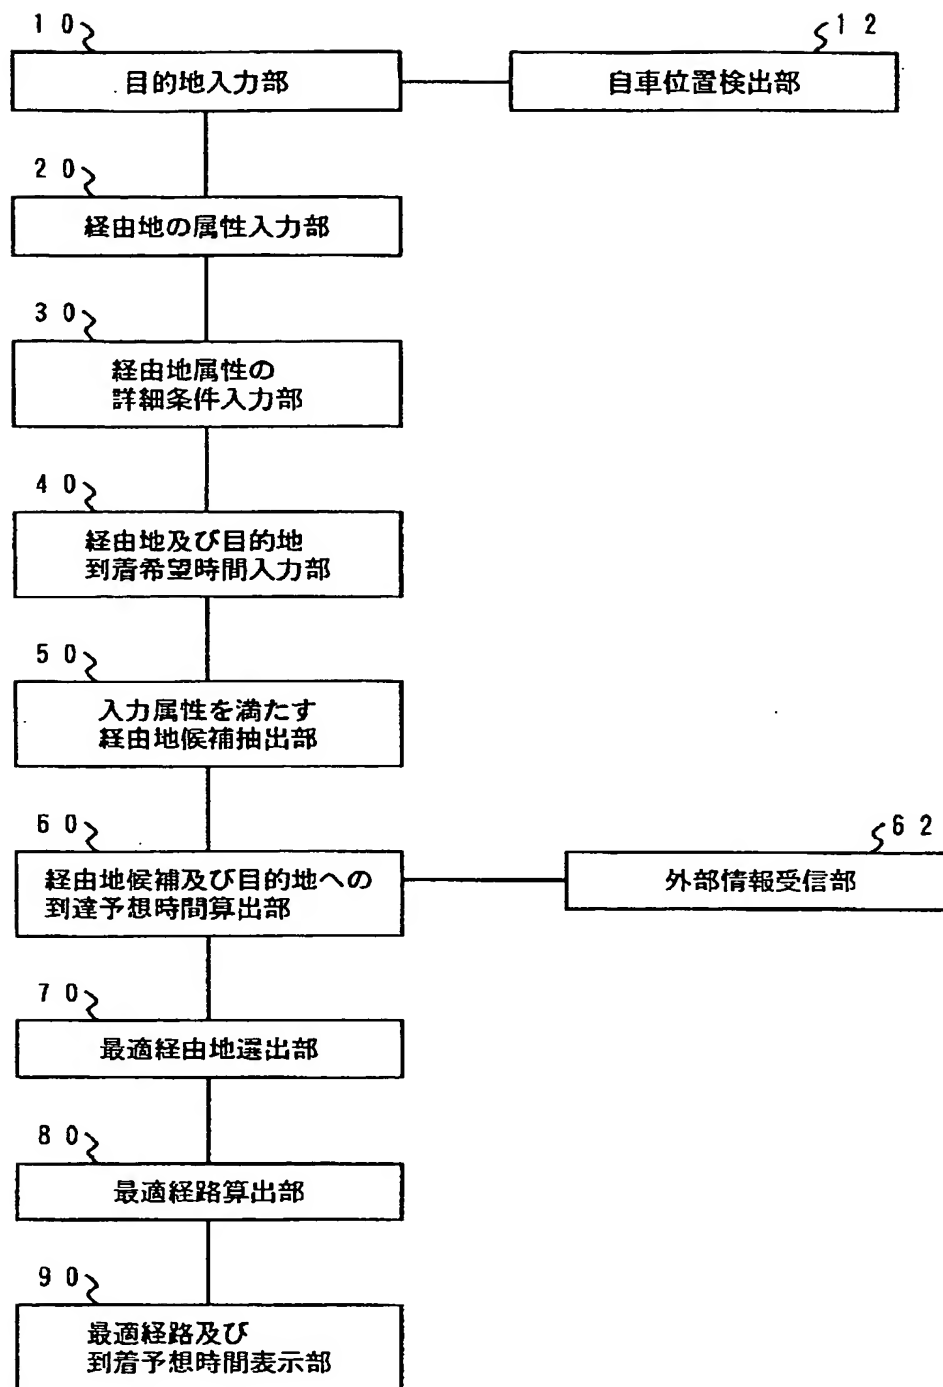 10
12
目的地入力部
自車位置検出部
20
経由地の属性入力部
30
経由地属性の
詳細条件入力部
40
経由地及び目的地
到着希望時間入力部
50
入力属性を満たす
経由地候補抽出部
60
62
経由地候補及び目的地への
到達予想時間算出部
外部情報受信部
70
最適経由地選出部
80
最適経路算出部
90
最適経路及び
到着予想時間表示部